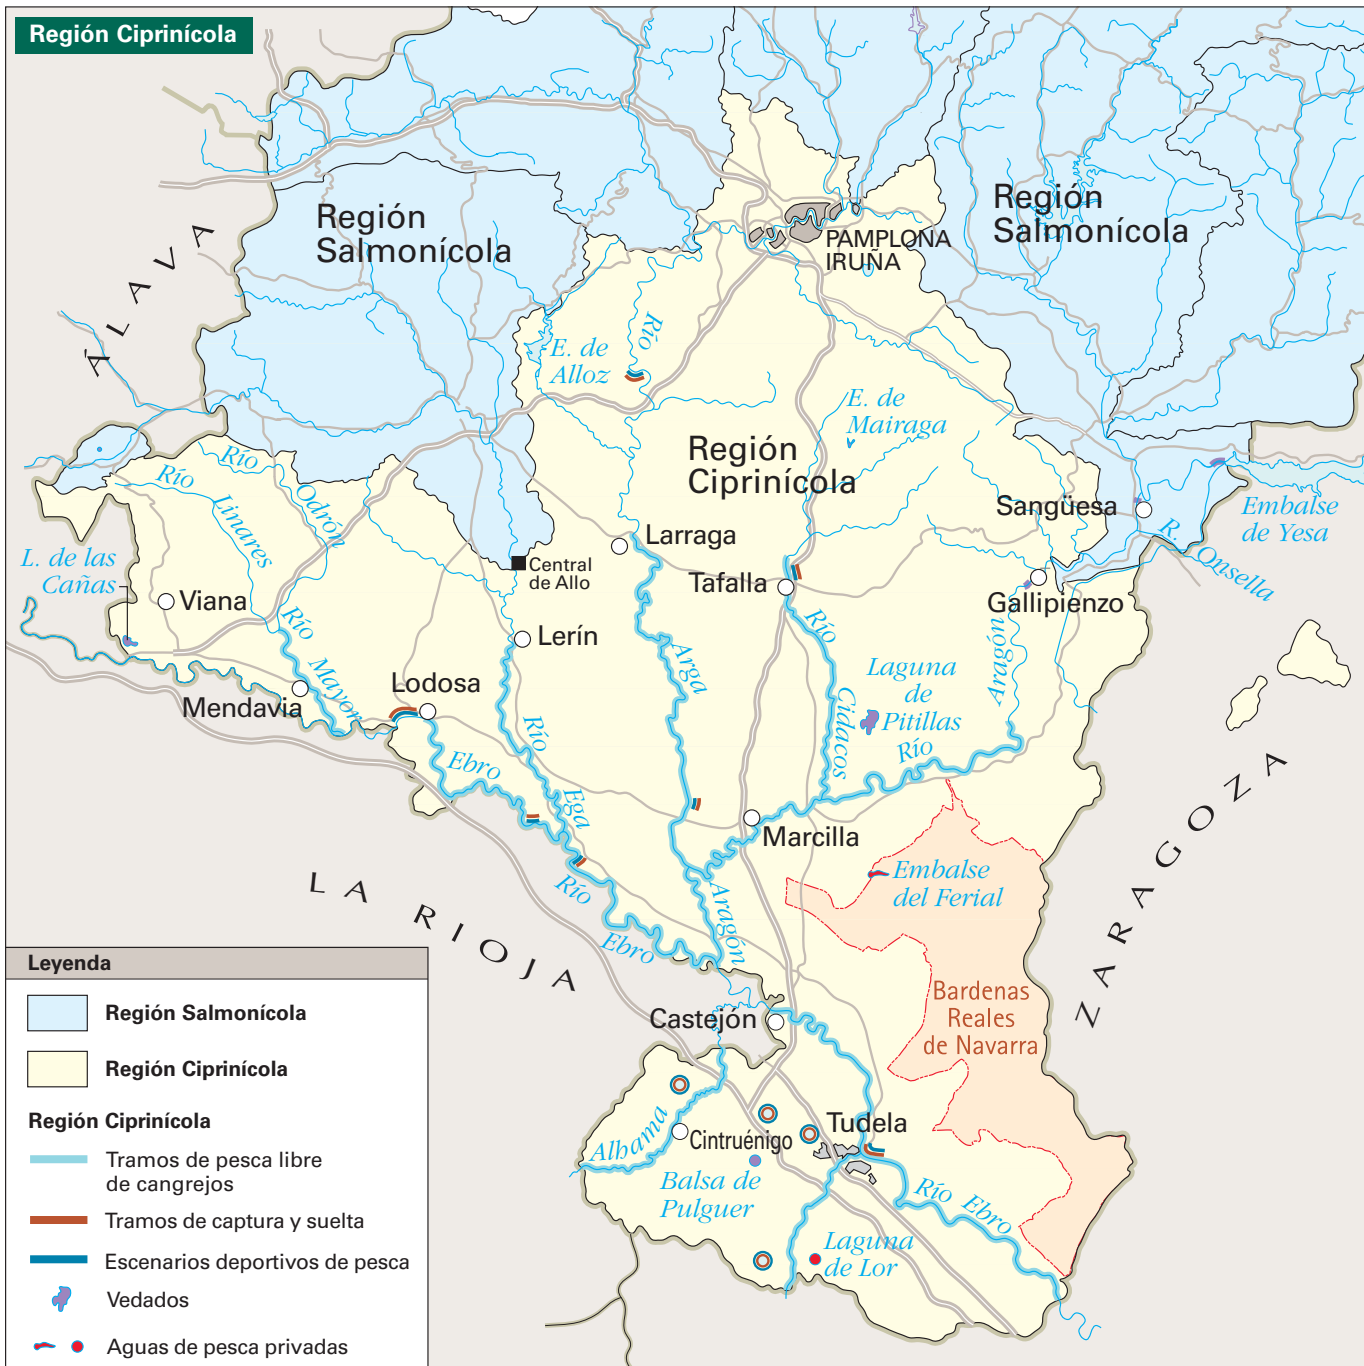 Región Ciprinícola
Región
Salmonícola
Región
Salmonícola
PAMPLONA
IRUÑA
ÁLAVA
Río
E. de
Alloz
E. de
Mairaga
Región
Ciprinícola
Río
Odrón
Río
Linares
Sangüesa
Embalse
de Yesa
R. Onsella
L. de las
Cañas
Larraga
Central
de Allo
Tafalla
Gallipienzo
Viana
Lerín
Río
Mayor
Arga
Río
Cidacos
Laguna
de
Pitillas
Río
Aragón
Lodosa
Mendavia
Ebro
Río
Ega
Marcilla
Embalse
del Ferial
ZARAGOZA
LA RIOJA
Río
Ebro
Aragón
Bardenas
Reales
de Navarra
Castejón
Alhama
Cintruénigo
Tudela
Balsa de
Pulguer
Río Ebro
Laguna
de Lor
Leyenda
Región Salmonícola
Región Ciprinícola
Región Ciprinícola
Tramos de pesca libre
de cangrejos
Tramos de captura y suelta
Escenarios deportivos de pesca
Vedados
Aguas de pesca privadas